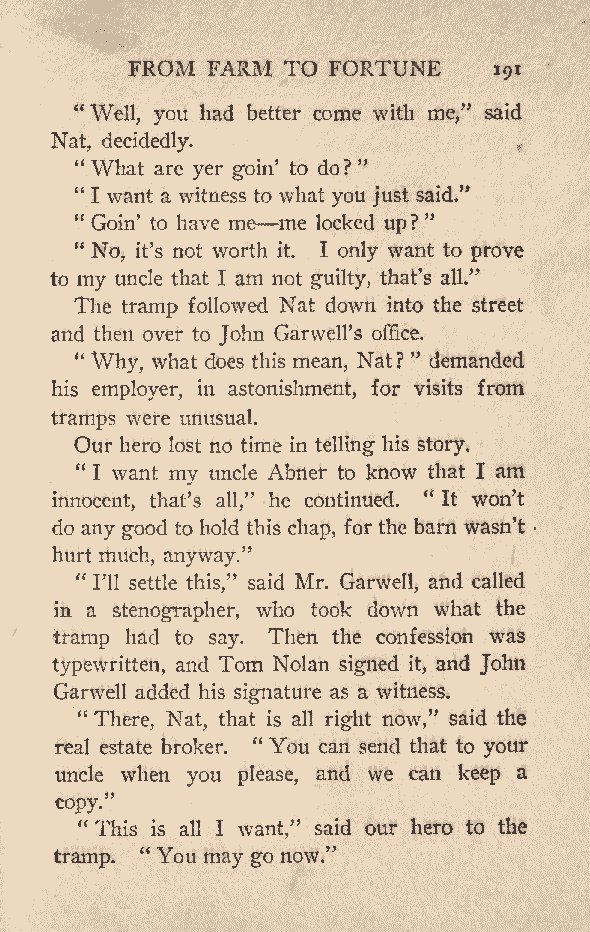 FROM FARM TO FORTUNE 191
“ Well, you had better come with me,” said
Nat, decidedly.
“ What are yer goin’ to do? ”
“ I want a witness to what you just said.”
“ Goin’ to have me—me locked up? ”
“ No, it’s not worth it. I only want to prove
to my uncle that I am not guilty, that’s all.”
The tramp followed Nat down into the street
and then over to John Garwell’s office.
“ Why, what does this mean, Nat? ” demanded
his employer, in astonishment, for visits from
tramps were unusual.
Our hero lost no time in telling his story.
“ I want my uncle Abner to know that I am
innocent, that’s all,” he continued. “ It won’t
do any good to hold this chap, for the barn wasn’t
hurt much, anyway.”
“ I’ll settle this,” said Mr. Garwell, and called
in a stenographer, who took down what the
tramp had to say. Then the confession was
typewritten, and Tom Nolan signed it, and John
Garwell added his signature as a witness.
“ There, Nat, that is all right now,” said the
real estate broker. “ You can send that to your
uncle when you please, and we can keep a
copy.”
“ This is all I want,” said our hero to the
tramp. “ You may go now.”